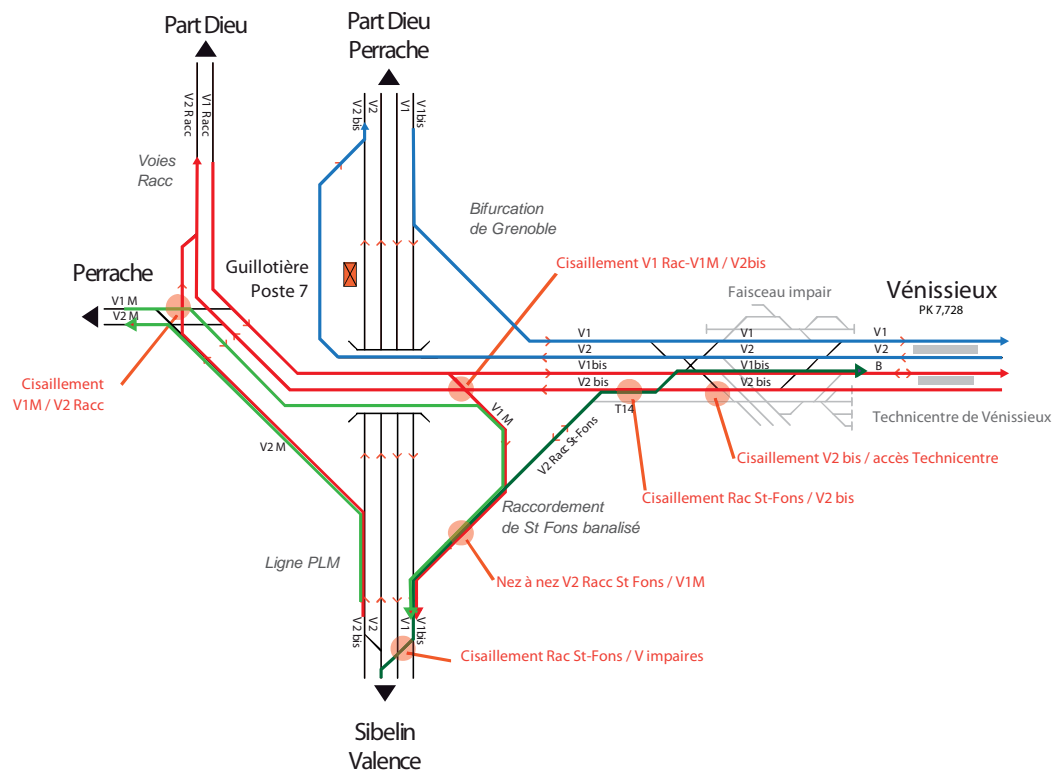 Part Dieu
Part Dieu
Perrache
V2 Racc
V1 Racc
V2 bis
V2
V1
V1bis
Voies
Racc
Bifurcation
de Grenoble
Perrache
Guillotière
Poste 7
Cisaillement V1 Rac-V1M / V2bis
Faisceau impair
Vénissieux
PK 7,728
V1 M
V2 M
V1
V1
V1
V2
V2
V2
V1bis
V1bis
B
V2 bis
V2 bis
Cisaillement
V1M / V2 Racc
T14
V1 M
Technicentre de Vénissieux
V2 M
V2 Racc St-Fons
Cisaillement V2 bis / accès Technicentre
Cisaillement Rac St-Fons / V2 bis
Raccordement
de St Fons banalisé
Ligne PLM
Nez à nez V2 Racc St Fons / V1M
V2 bis
V2
V1
V1bis
Cisaillement Rac St-Fons / V impaires
Sibelin
Valence